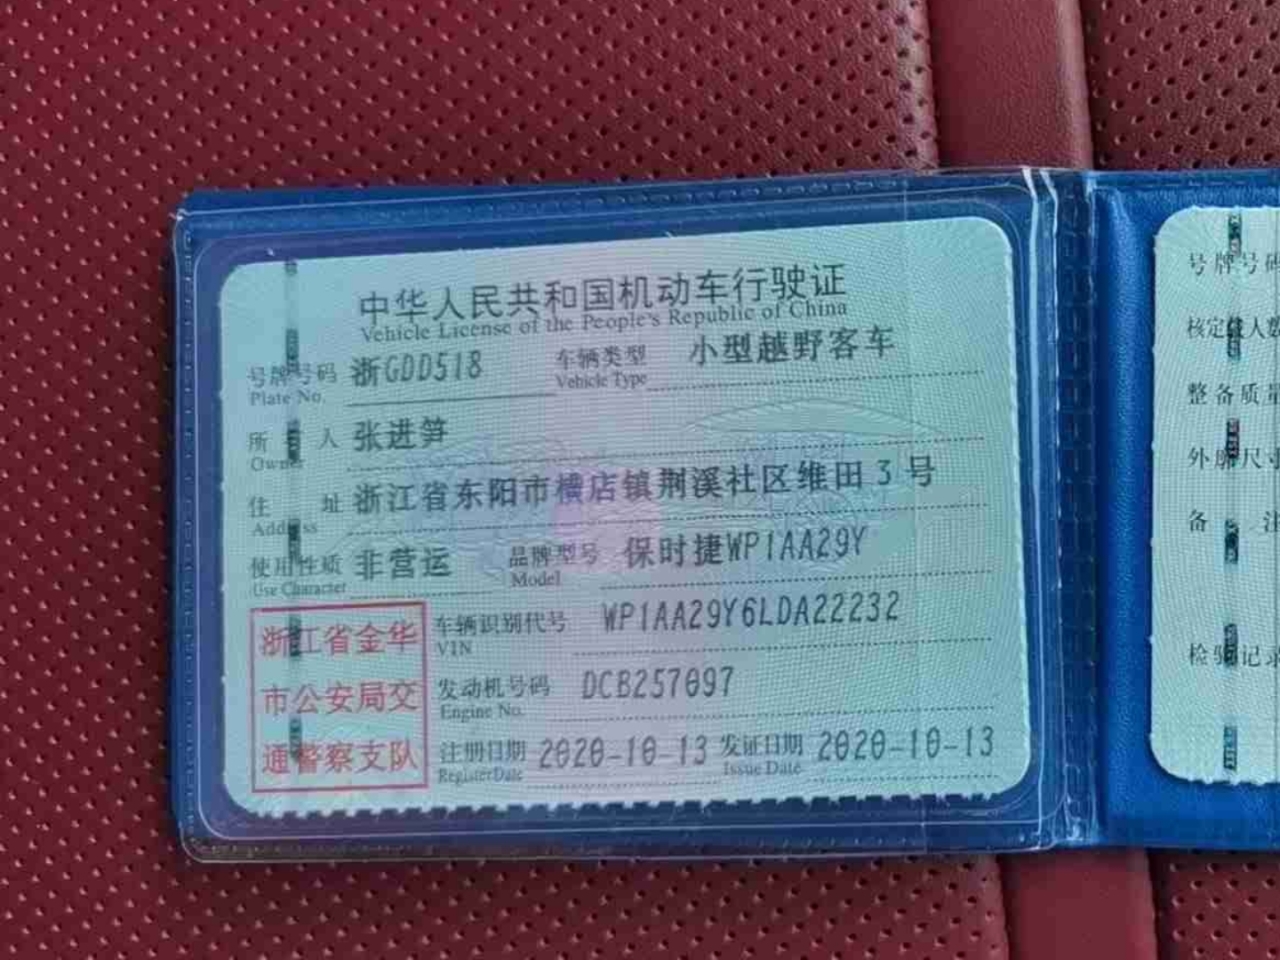 中华人民共和国机动车行驶证
Vehicle License of the People's Republic of China
号牌号码 浙GDD518 车辆类型 小型越野客车
Plate No. Vehicle Type
所 人 张进笋
Owner
住 址 浙江省东阳市横店镇荆溪社区维田3号
Address
使用性质 非营运 品牌型号 保时捷WP1AA29Y
Use Character Model
浙江省金华
市公安局交
通警察支队
车辆识别代号 WP1AA29Y6LDA22232
VIN
发动机号码 DCB257097
Engine No.
注册日期 2020-10-13 发证日期 2020-10-13
Register Date Issue Date
号牌号码
核定载人数
整备质量
外廓尺寸
备 注
检验记录